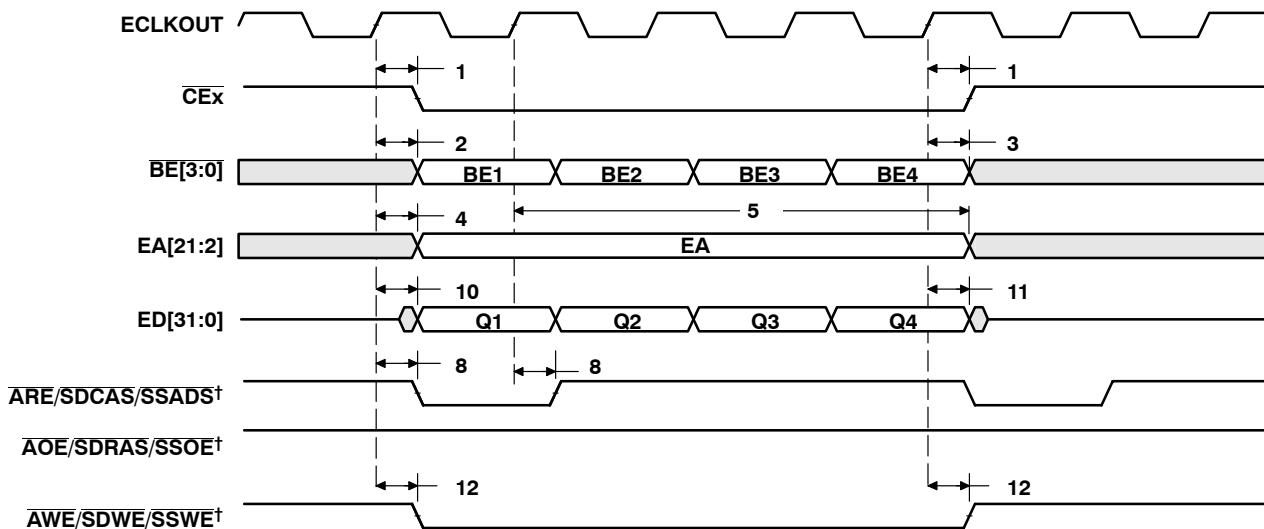 ECLKOUT
1 1
CEx
2 3
BE[3:0] BE1 BE2 BE3 BE4
5
4
EA[21:2] EA
10 11
ED[31:0] Q1 Q2 Q3 Q4
8 8
ARE/SDCAS/SSADS†
AOE/SDRAS/SSOE†
12 12
AWE/SDWE/SSWE†